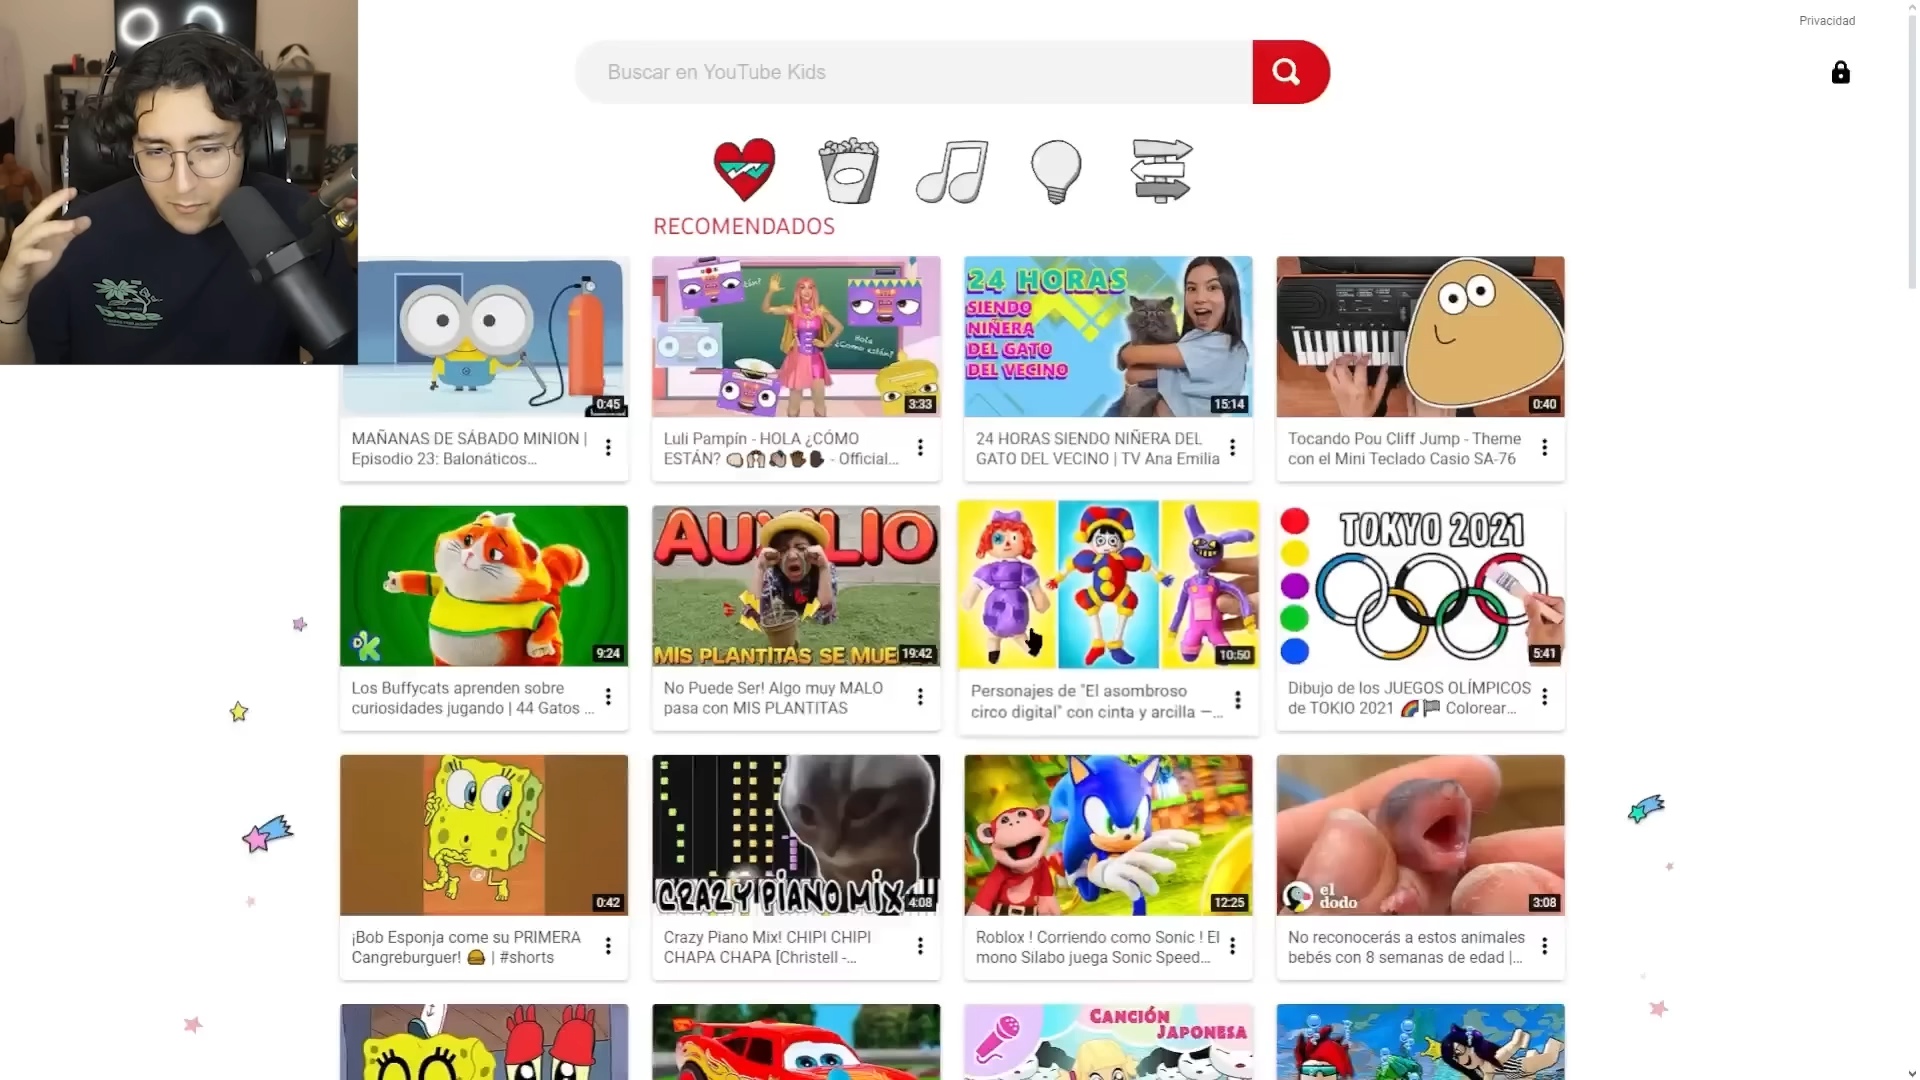 Privacidad
Buscar en YouTube Kids
RECOMENDADOS
0:45
MAÑANAS DE SÁBADO MINION |
Episodio 23: Balonáticos...
Hola
¿Como están?
3:33
Luli Pampín - HOLA ¿CÓMO
ESTÁN? - Official...
24 HORAS
SIENDO
NIÑERA
DEL GATO
DEL VECINO
15:14
24 HORAS SIENDO NIÑERA DEL
GATO DEL VECINO | TV Ana Emilia
0:40
Tocando Pou Cliff Jump - Theme
con el Mini Teclado Casio SA-76
DK
9:24
Los Buffycats aprenden sobre
curiosidades jugando | 44 Gatos ...
MIS PLANTITAS SE MUE
19:42
No Puede Ser! Algo muy MALO
pasa con MIS PLANTITAS
10:50
Personajes de "El asombroso
circo digital" con cinta y arcilla —...
TOKYO 2021
5:41
Dibujo de los JUEGOS OLÍMPICOS
de TOKIO 2021 🌈🏳 Colorear...
0:42
¡Bob Esponja come su PRIMERA
Cangreburguer! 🍔 | #shorts
CRAZY PIANO MIX
4:08
Crazy Piano Mix! CHIPI CHIPI
CHAPA CHAPA [Christell -...
12:25
Roblox ! Corriendo como Sonic ! El
mono Silabo juega Sonic Speed...
el
dodo
3:08
No reconocerás a estos animales
bebés con 8 semanas de edad |...
CANCIÓN
JAPONESA